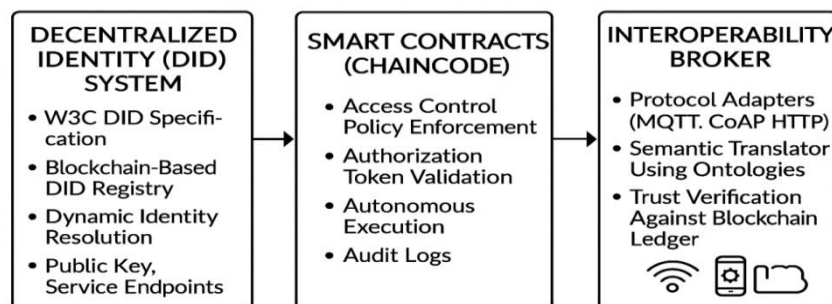 DECENTRALIZED
IDENTITY (DID)
SYSTEM
• W3C DID Specifi-
cation
• Blockchain-Based
DID Registry
• Dynamic Identity
Resolution
• Public Key,
Service Endpoints
SMART CONTRACTS
(CHAINCODE)
• Access Control
Policy Enforcement
• Authorization
Token Validation
• Autonomous
Execution
• Audit Logs
INTEROPERABILITY
BROKER
• Protocol Adapters
(MQTT. CoAP HTTP)
• Semantic Translator
Using Ontologies
• Trust Verification
Against Blockchain
Ledger